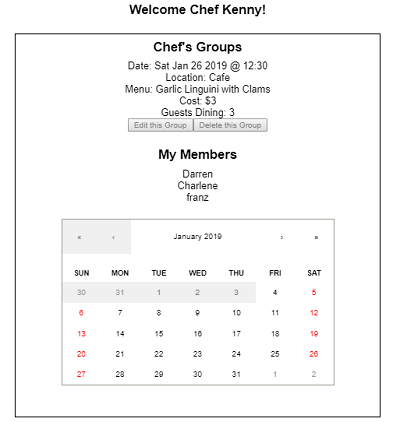 Welcome Chef Kenny!
Chef's Groups
Date: Sat Jan 26 2019 @ 12:30
Location: Cafe
Menu: Garlic Linguini with Clams
Cost: $3
Guests Dining: 3
Edit this Group Delete this Group
My Members
Darren
Charlene
franz
« ‹ January 2019 › »
SUN MON TUE WED THU FRI SAT
30 31 1 2 3 4 5
6 7 8 9 10 11 12
13 14 15 16 17 18 19
20 21 22 23 24 25 26
27 28 29 30 31 1 2